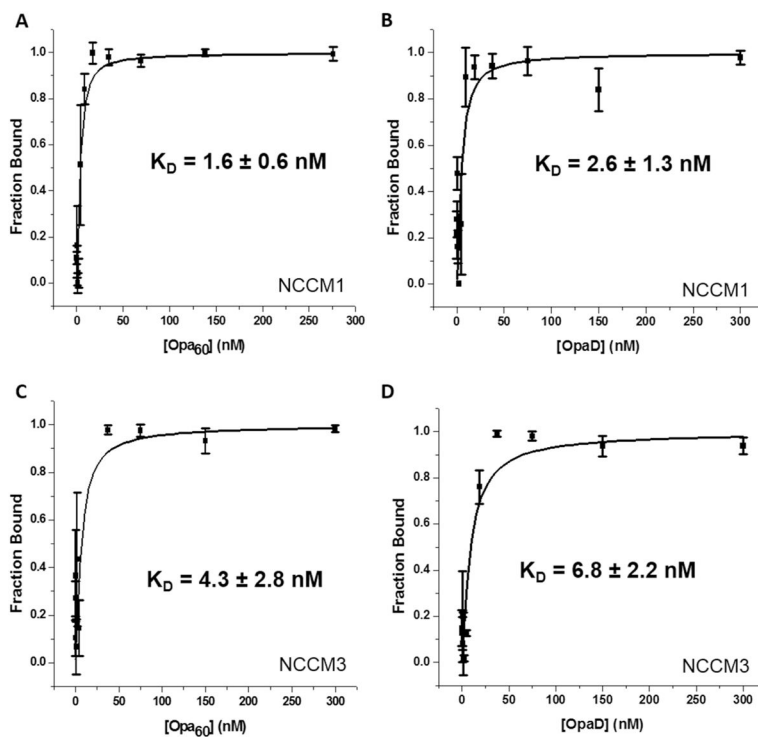 A
Fraction Bound
1.0
0.8
0.6
0.4
0.2
0.0
K_D = 1.6 ± 0.6 nM
NCCM1
0 50 100 150 200 250 300
[Opa₆₀] (nM)
B
Fraction Bound
1.0
0.8
0.6
0.4
0.2
0.0
K_D = 2.6 ± 1.3 nM
NCCM1
0 50 100 150 200 250 300
[OpaD] (nM)
C
Fraction Bound
1.0
0.8
0.6
0.4
0.2
0.0
K_D = 4.3 ± 2.8 nM
NCCM3
0 50 100 150 200 250 300
[Opa₆₀] (nM)
D
Fraction Bound
1.0
0.8
0.6
0.4
0.2
0.0
K_D = 6.8 ± 2.2 nM
NCCM3
0 50 100 150 200 250 300
[OpaD] (nM)